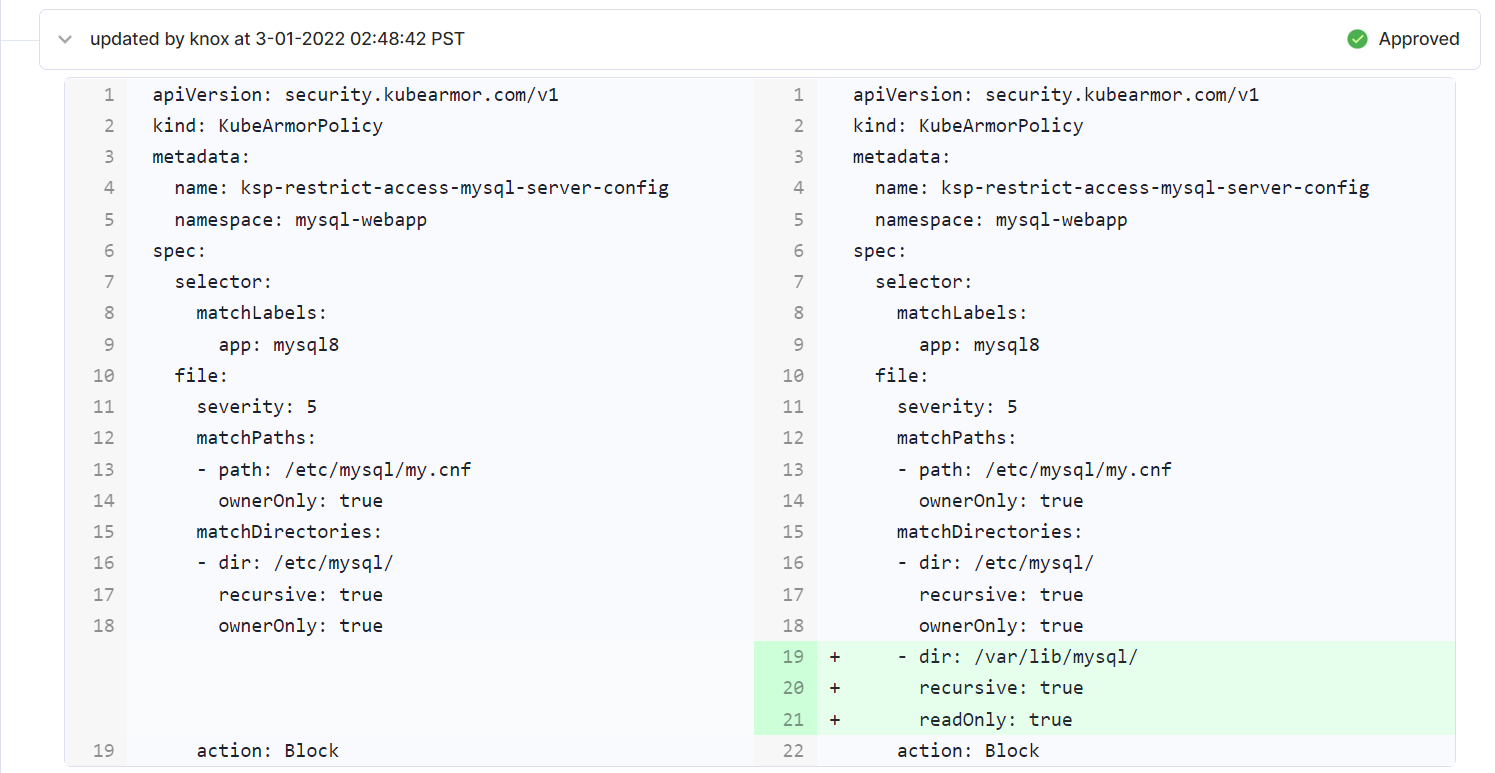 updated by knox at 3-01-2022 02:48:42 PST
Approved
1 apiVersion: security.kubearmor.com/v1
2 kind: KubeArmorPolicy
3 metadata:
4   name: ksp-restrict-access-mysql-server-config
5   namespace: mysql-webapp
6 spec:
7   selector:
8     matchLabels:
9       app: mysql8
10   file:
11     severity: 5
12     matchPaths:
13     - path: /etc/mysql/my.cnf
14       ownerOnly: true
15     matchDirectories:
16     - dir: /etc/mysql/
17       recursive: true
18       ownerOnly: true
19     action: Block
1 apiVersion: security.kubearmor.com/v1
2 kind: KubeArmorPolicy
3 metadata:
4   name: ksp-restrict-access-mysql-server-config
5   namespace: mysql-webapp
6 spec:
7   selector:
8     matchLabels:
9       app: mysql8
10   file:
11     severity: 5
12     matchPaths:
13     - path: /etc/mysql/my.cnf
14       ownerOnly: true
15     matchDirectories:
16     - dir: /etc/mysql/
17       recursive: true
18       ownerOnly: true
19 +     - dir: /var/lib/mysql/
20 +       recursive: true
21 +       readOnly: true
22     action: Block